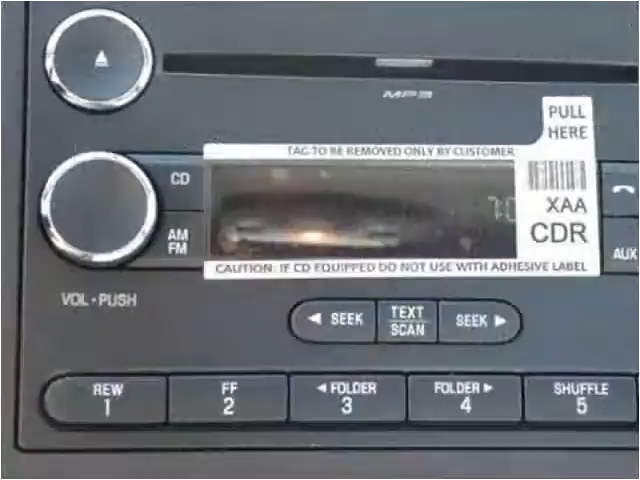 MP3
PULL
HERE
TAG TO BE REMOVED ONLY BY CUSTOMER
CD
XAA
CDR
AM
FM
AUX
CAUTION: IF CD EQUIPPED DO NOT USE WITH ADHESIVE LABEL
VOL • PUSH
◄ SEEK
TEXT
SCAN
SEEK ►
REW
1
FF
2
◄ FOLDER
3
FOLDER ►
4
SHUFFLE
5